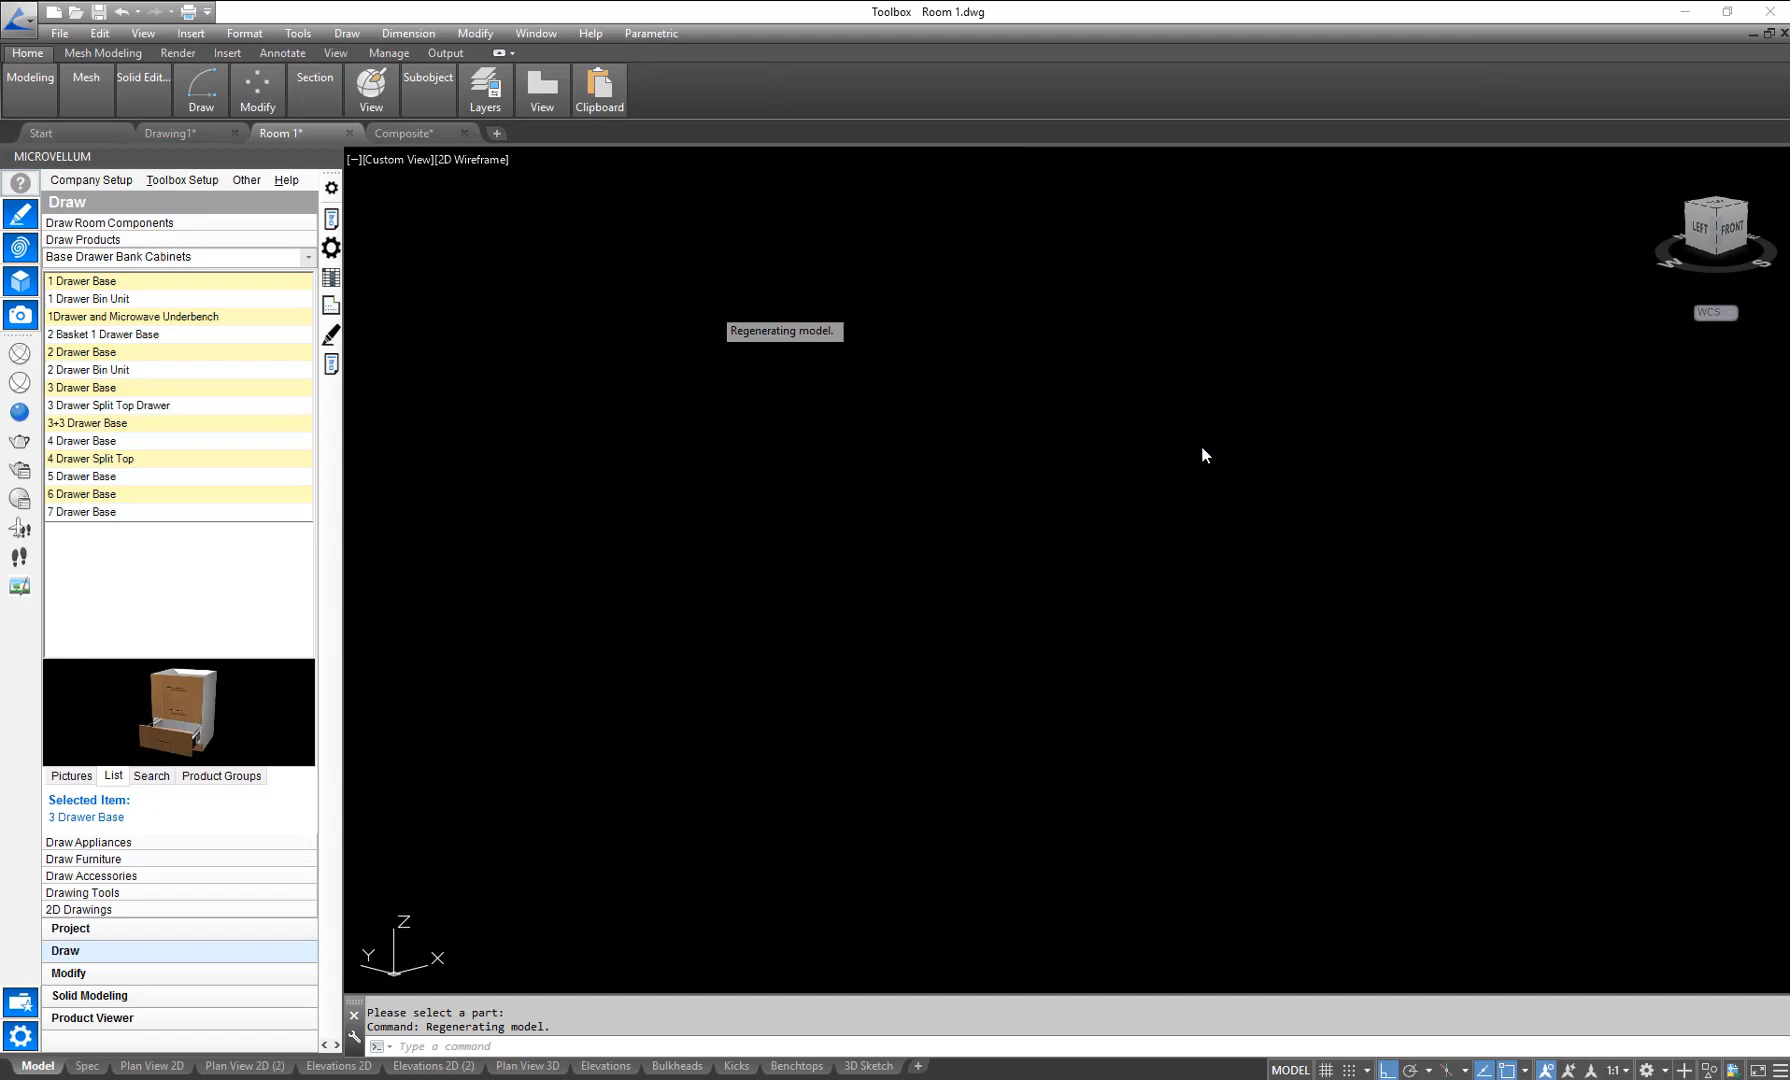 Toolbox Room 1.dwg
File Edit View Insert Format Tools Draw Dimension Modify Window Help Parametric
Home Mesh Modeling Render Insert Annotate View Manage Output
Modeling Mesh Solid Edit... Draw Modify Section View Subobject Layers View Clipboard
Start Drawing1* Room 1* Composite*
MICROVELLUM
[−][Custom View][2D Wireframe]
Company Setup Toolbox Setup Other Help
Draw
Draw Room Components
Draw Products
Base Drawer Bank Cabinets
1 Drawer Base
1 Drawer Bin Unit
1Drawer and Microwave Underbench
2 Basket 1 Drawer Base
2 Drawer Base
2 Drawer Bin Unit
3 Drawer Base
3 Drawer Split Top Drawer
3+3 Drawer Base
4 Drawer Base
4 Drawer Split Top
5 Drawer Base
6 Drawer Base
7 Drawer Base
Pictures List Search Product Groups
Selected Item:
3 Drawer Base
Draw Appliances
Draw Furniture
Draw Accessories
Drawing Tools
2D Drawings
Project
Draw
Modify
Solid Modeling
Product Viewer
Regenerating model.
LEFT FRONT
W S
WCS
Z
Y X
Please select a part:
Command: Regenerating model.
Type a command
Model Spec Plan View 2D Plan View 2D (2) Elevations 2D Elevations 2D (2) Plan View 3D Elevations Bulkheads Kicks Benchtops 3D Sketch
MODEL 1:1